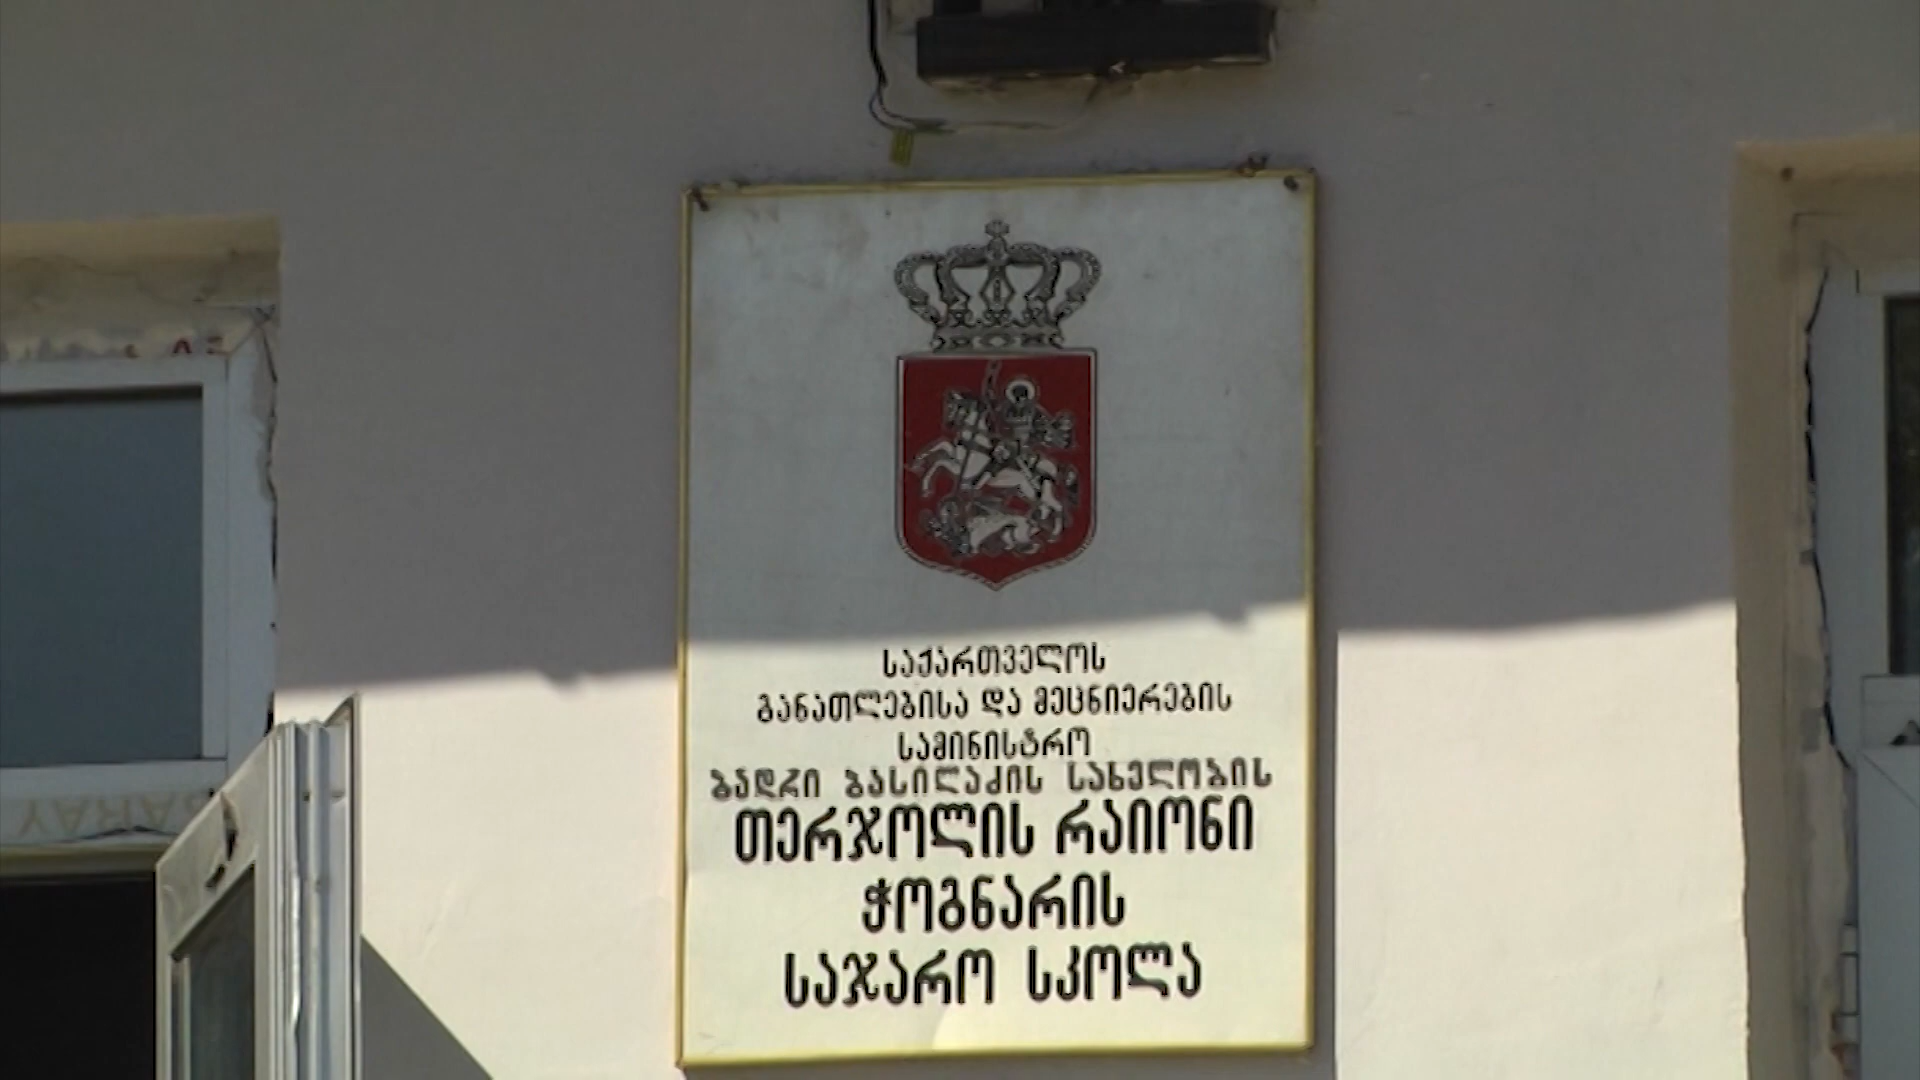 საქართველოს
განათლებისა და მეცნიერების
სამინისტრო
ბადრი ბასილაძის სახელობის
თერჯოლის რაიონი
ჭოგნარის
საჯარო სკოლა